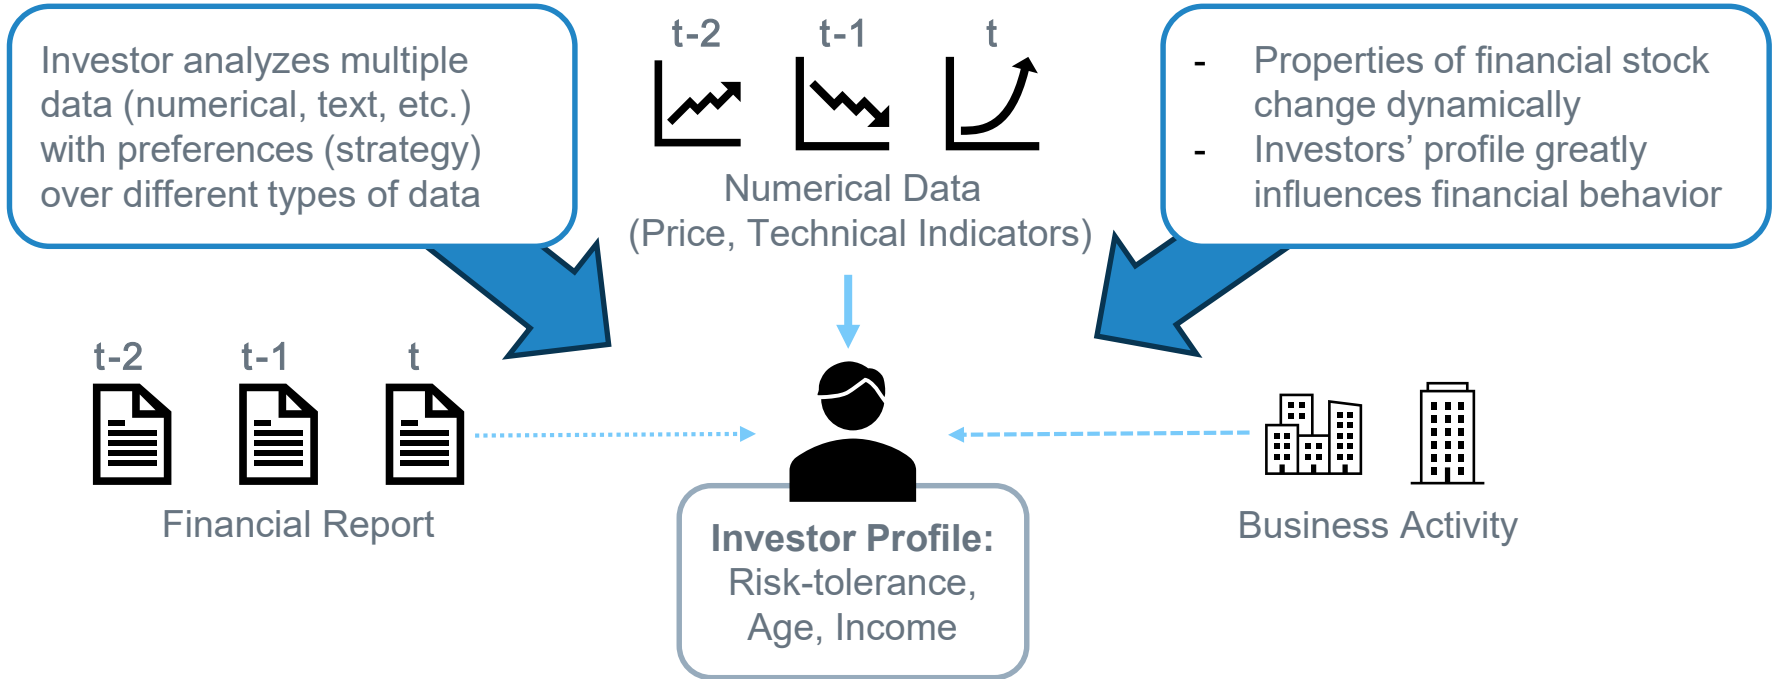 Investor analyzes multiple
data (numerical, text, etc.)
with preferences (strategy)
over different types of data
t-2 t-1 t
Numerical Data
(Price, Technical Indicators)
- Properties of financial stock
change dynamically
- Investors’ profile greatly
influences financial behavior
t-2 t-1 t
Financial Report
Investor Profile:
Risk-tolerance,
Age, Income
Business Activity